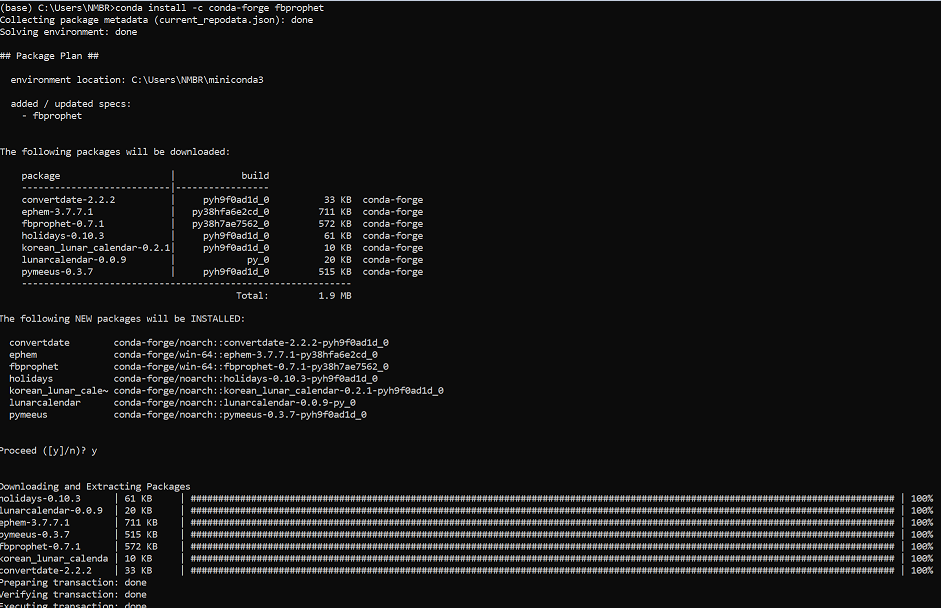 (base) C:\Users\NMBR>conda install -c conda-forge fbprophet
Collecting package metadata (current_repodata.json): done
Solving environment: done
## Package Plan ##
environment location: C:\Users\NMBR\miniconda3
added / updated specs:
- fbprophet
The following packages will be downloaded:
package | build
---------------------------|-----------------
convertdate-2.2.2 | pyh9f0ad1d_0 33 KB conda-forge
ephem-3.7.7.1 | py38hfa6e2cd_0 711 KB conda-forge
fbprophet-0.7.1 | py38h7ae7562_0 572 KB conda-forge
holidays-0.10.3 | pyh9f0ad1d_0 61 KB conda-forge
korean_lunar_calendar-0.2.1| pyh9f0ad1d_0 10 KB conda-forge
lunarcalendar-0.0.9 | py_0 20 KB conda-forge
pymeeus-0.3.7 | pyh9f0ad1d_0 515 KB conda-forge
------------------------------------------------------------
Total: 1.9 MB
The following NEW packages will be INSTALLED:
convertdate conda-forge/noarch::convertdate-2.2.2-pyh9f0ad1d_0
ephem conda-forge/win-64::ephem-3.7.7.1-py38hfa6e2cd_0
fbprophet conda-forge/win-64::fbprophet-0.7.1-py38h7ae7562_0
holidays conda-forge/noarch::holidays-0.10.3-pyh9f0ad1d_0
korean_lunar_cale~ conda-forge/noarch::korean_lunar_calendar-0.2.1-pyh9f0ad1d_0
lunarcalendar conda-forge/noarch::lunarcalendar-0.0.9-py_0
pymeeus conda-forge/noarch::pymeeus-0.3.7-pyh9f0ad1d_0
Proceed ([y]/n)? y
Downloading and Extracting Packages
holidays-0.10.3 | 61 KB | ############################################################################ | 100%
lunarcalendar-0.0.9 | 20 KB | ############################################################################ | 100%
ephem-3.7.7.1 | 711 KB | ############################################################################ | 100%
pymeeus-0.3.7 | 515 KB | ############################################################################ | 100%
fbprophet-0.7.1 | 572 KB | ############################################################################ | 100%
korean_lunar_calenda | 10 KB | ############################################################################ | 100%
convertdate-2.2.2 | 33 KB | ############################################################################ | 100%
Preparing transaction: done
Verifying transaction: done
Executing transaction: done